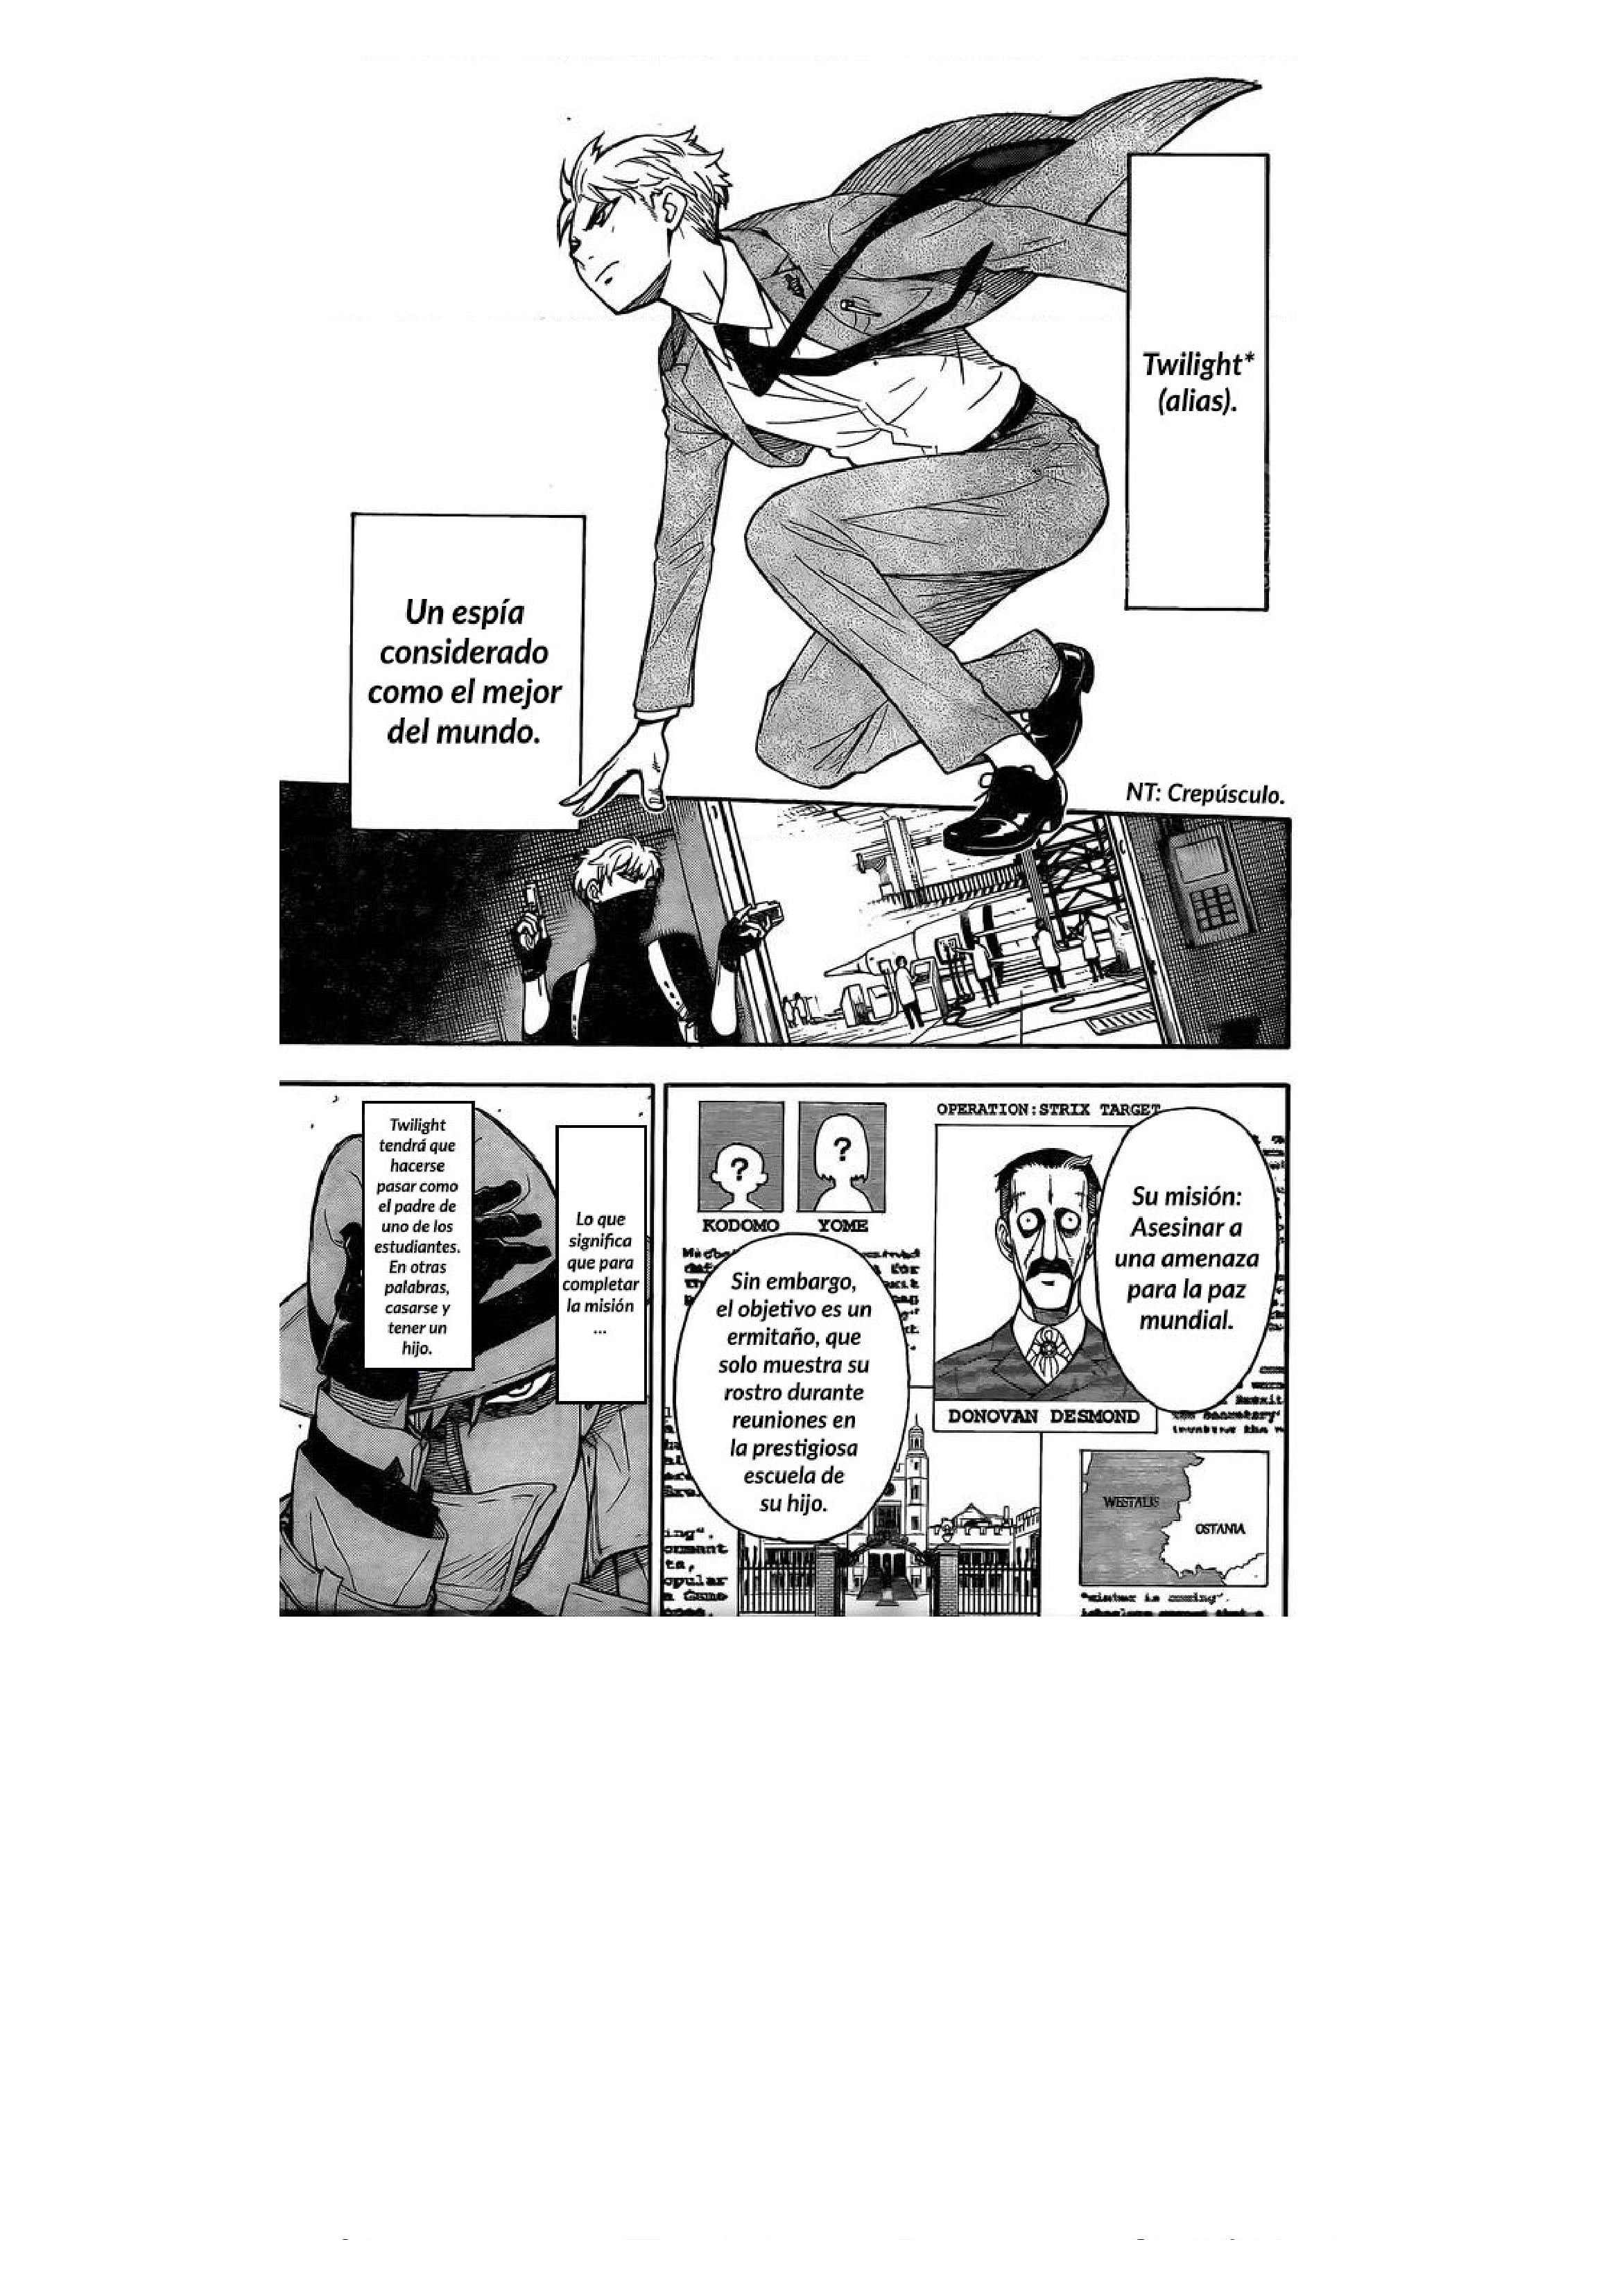 Twilight*
(alias).
Un espía
considerado
como el mejor
del mundo.
NT: Crepúsculo.
OPERATION:STRIX TARGET
Su misión:
Asesinar a
una amenaza
para la paz
mundial.
DONOVAN DESMOND
KODOMO
YOME
?
?
Sin embargo,
el objetivo es un
ermitaño, que
solo muestra su
rostro durante
reuniones en
la prestigiosa
escuela de
su hijo.
WESTALIS
OSTANIA
"winter is coming".
Lo que
significa
que para
completar
la misión
...
Twilight
tendrá que
hacerse
pasar como
el padre de
uno de los
estudiantes.
En otras
palabras,
casarse y
tener un
hijo.